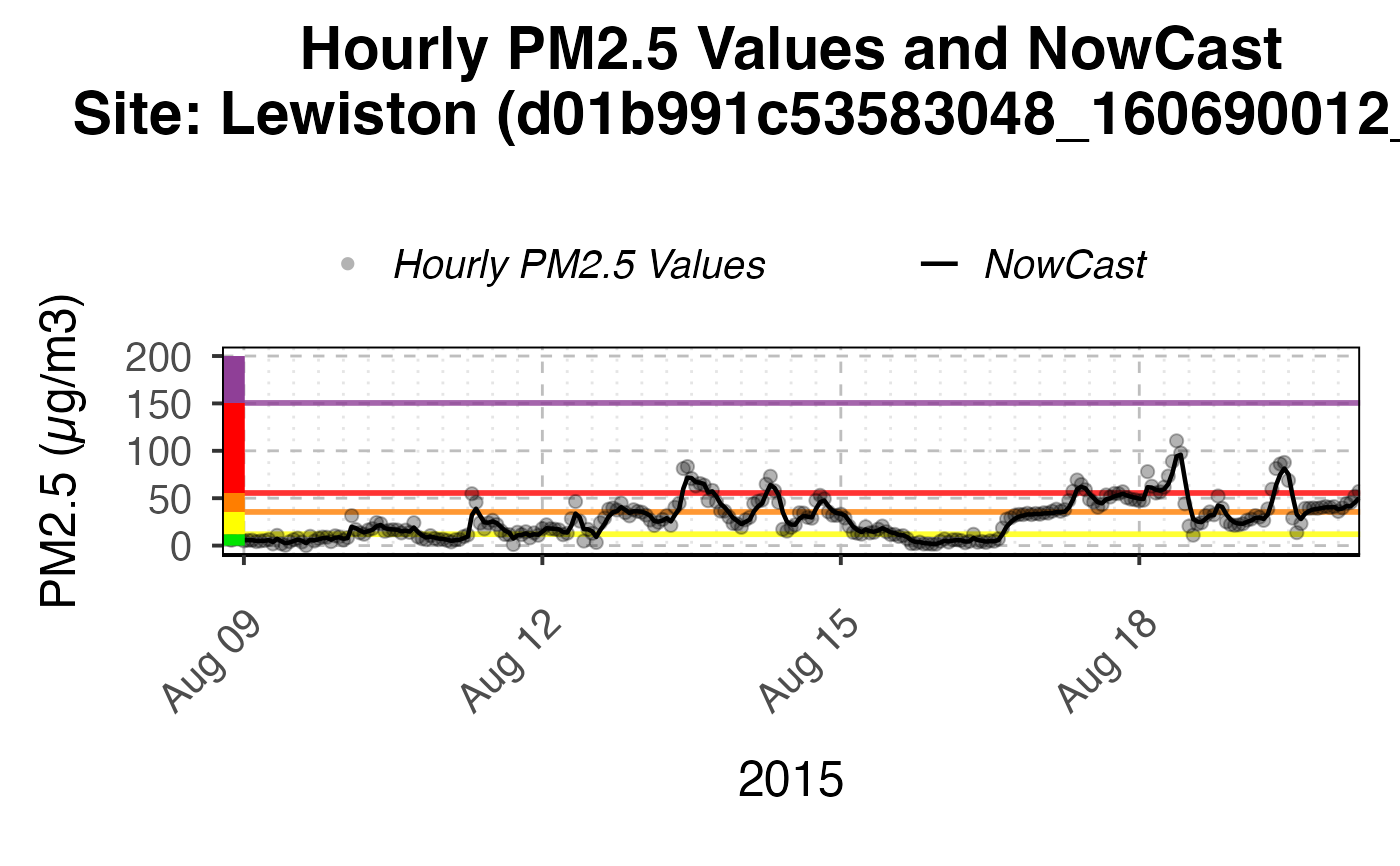 Hourly PM2.5 Values and NowCast
Site: Lewiston (d01b991c53583048_160690012_
Hourly PM2.5 Values
NowCast
PM2.5 (µg/m3)
200
150
100
50
0
Aug 09
Aug 12
Aug 15
Aug 18
2015